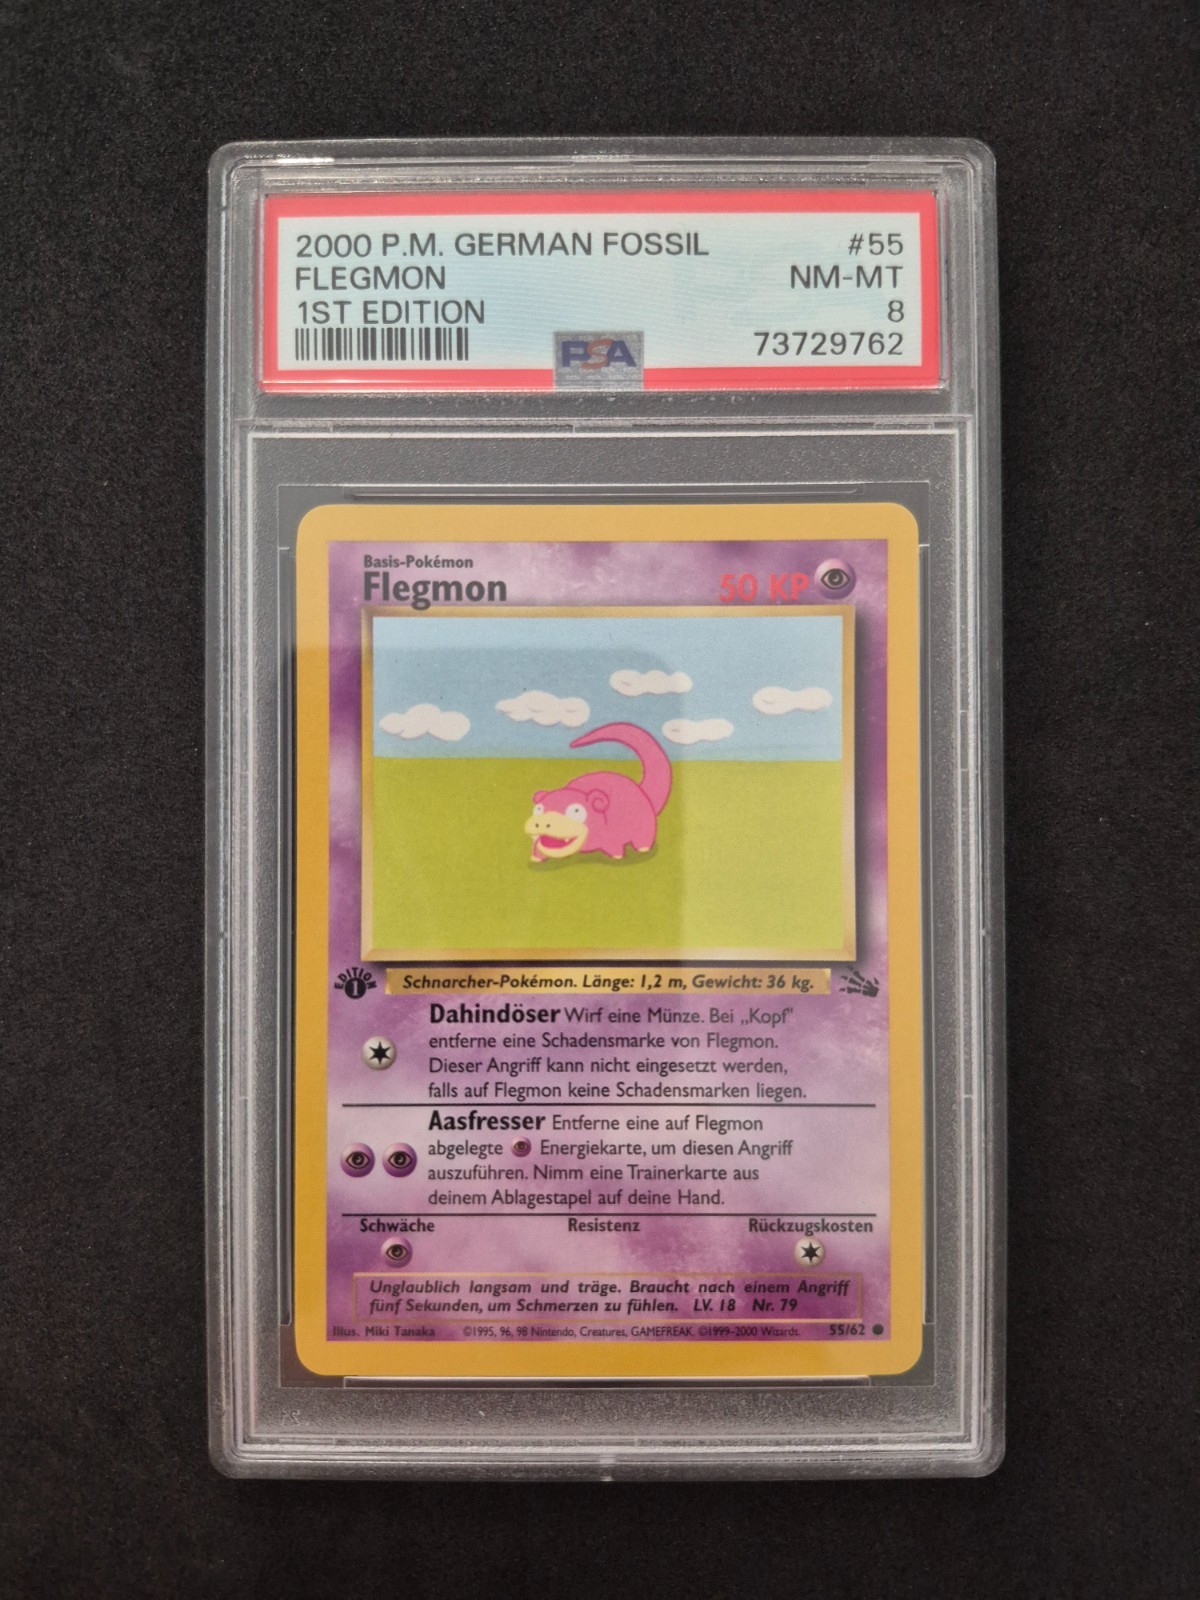 2000 P.M. GERMAN FOSSIL #55
FLEGMON NM-MT
1ST EDITION 8
PSA 73729762
Basis-Pokémon
Flegmon 50 KP
EDITION
1
Schnarcher-Pokémon. Länge: 1,2 m, Gewicht: 36 kg.
Dahindöser Wirf eine Münze. Bei „Kopf"
entferne eine Schadensmarke von Flegmon.
Dieser Angriff kann nicht eingesetzt werden,
falls auf Flegmon keine Schadensmarken liegen.
Aasfresser Entferne eine auf Flegmon
abgelegte Energiekarte, um diesen Angriff
auszuführen. Nimm eine Trainerkarte aus
deinem Ablagestapel auf deine Hand.
Schwäche Resistenz Rückzugskosten
Unglaublich langsam und träge. Braucht nach einem Angriff
fünf Sekunden, um Schmerzen zu fühlen. LV. 18 Nr. 79
Illus. Miki Tanaka ©1995, 96, 98 Nintendo, Creatures, GAMEFREAK. ©1999-2000 Wizards. 55/62